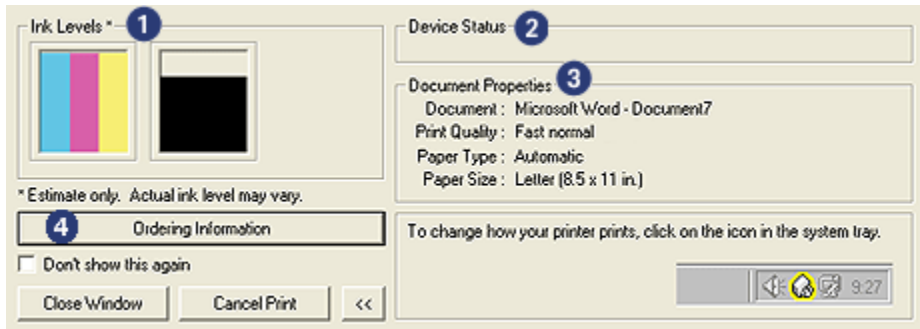 Ink Levels * 1
Device Status 2
Document Properties 3
Document : Microsoft Word - Document7
Print Quality : Fast normal
Paper Type : Automatic
Paper Size : Letter (8.5 x 11 in.)
* Estimate only. Actual ink level may vary.
4 Ordering Information
Don't show this again
Close Window Cancel Print <<
To change how your printer prints, click on the icon in the system tray.
9:27